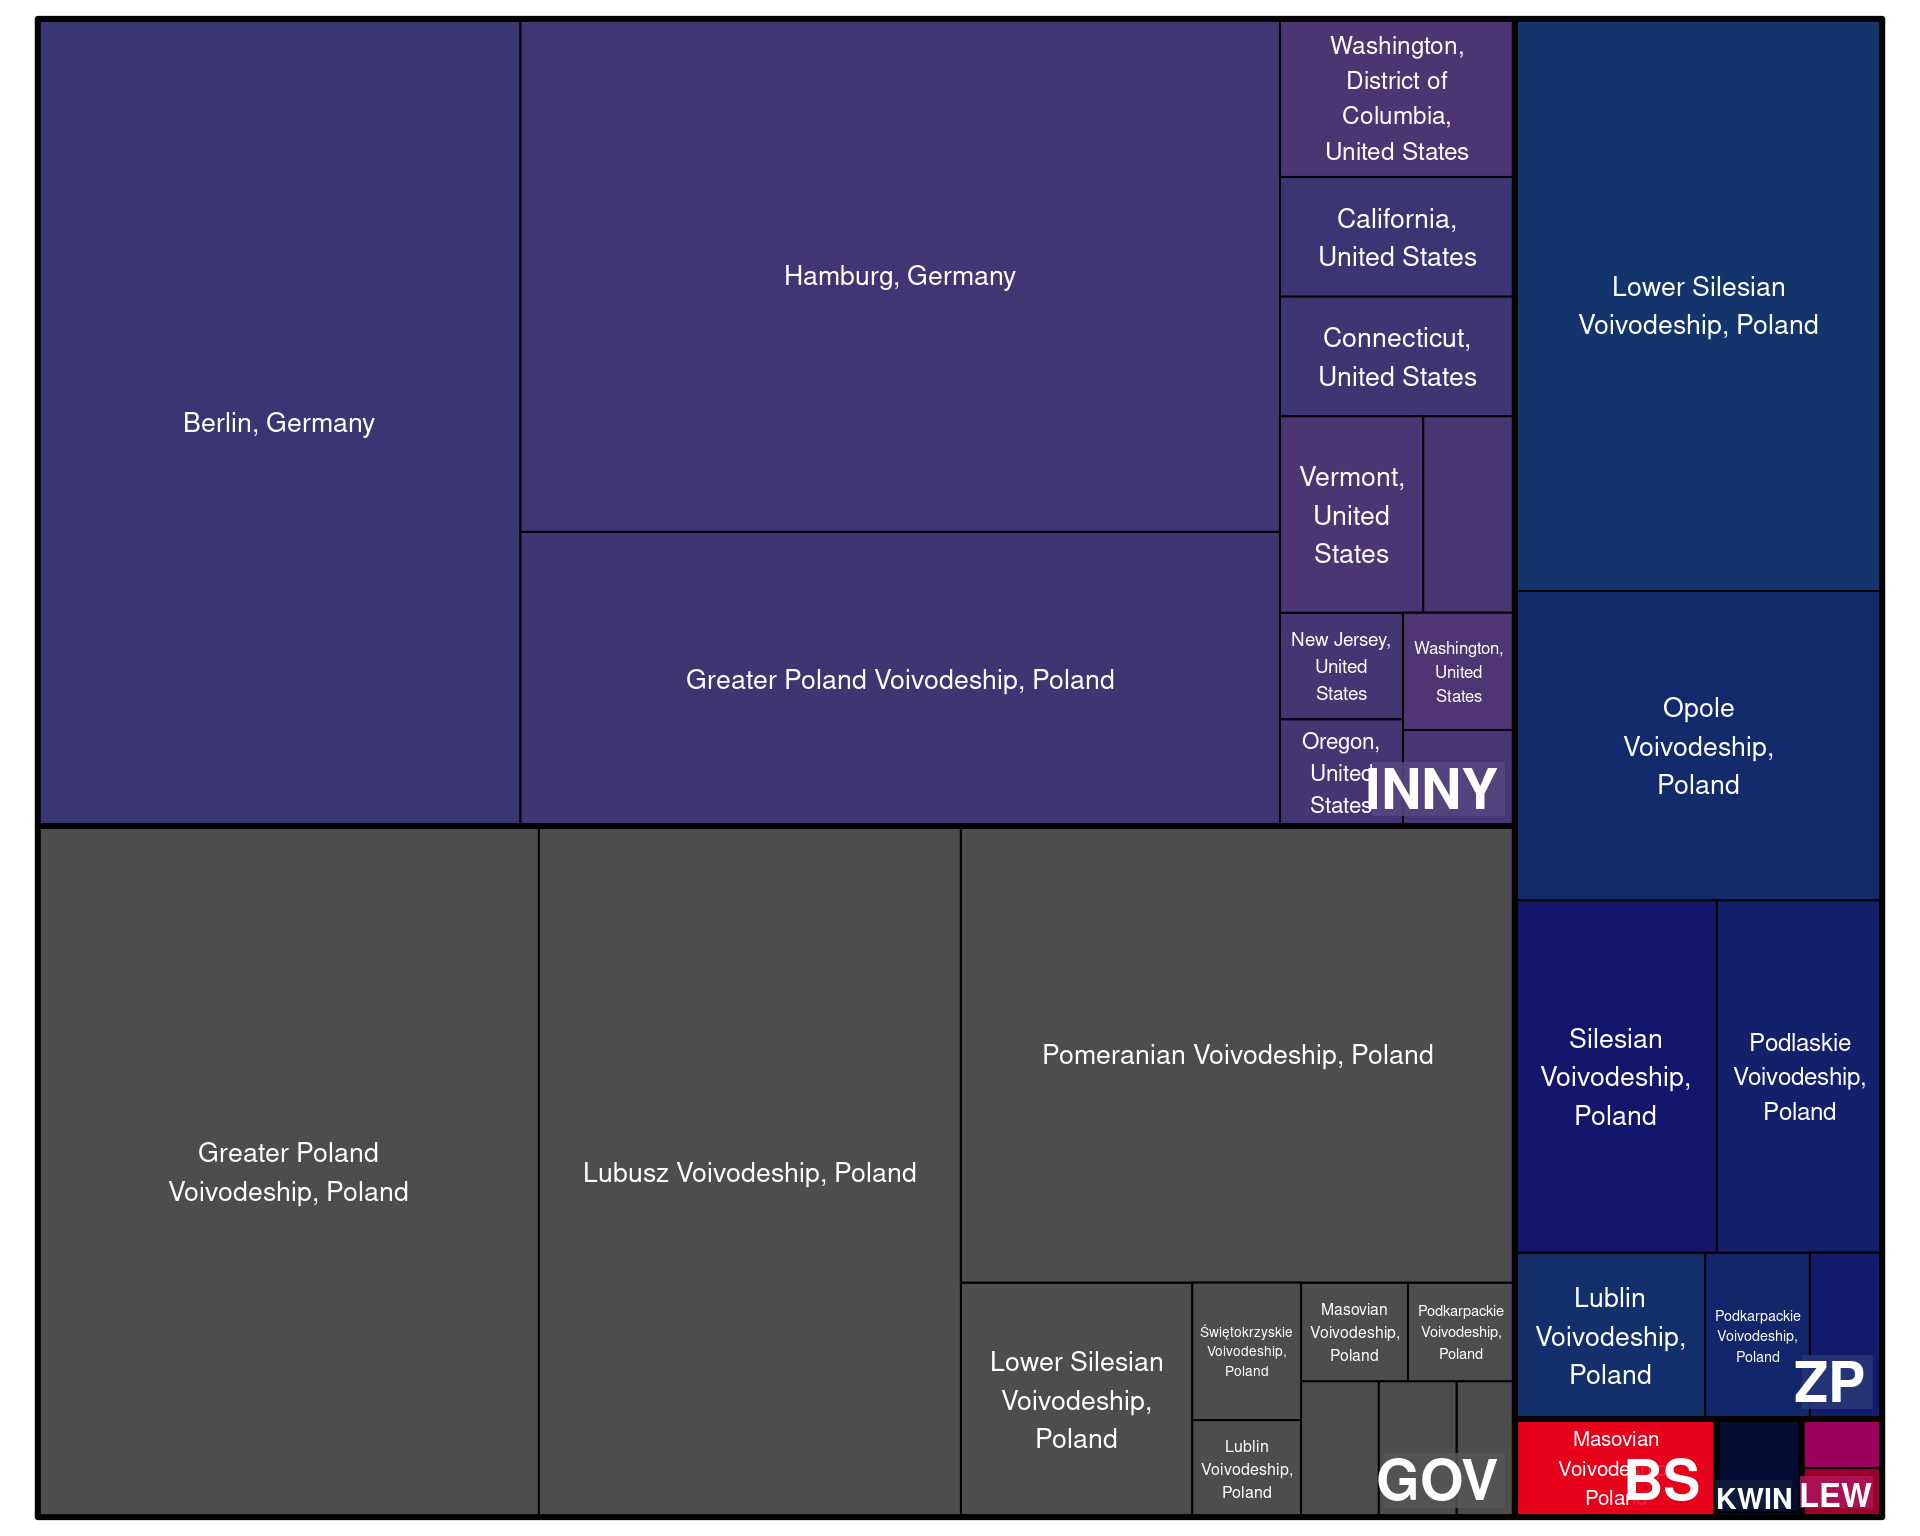 Berlin, Germany
Hamburg, Germany
Greater Poland Voivodeship, Poland
Washington,
District of
Columbia,
United States
California,
United States
Connecticut,
United States
Vermont,
United
States
New Jersey,
United
States
Washington,
United
States
Oregon,
United
States
INNY
Greater Poland
Voivodeship, Poland
Lubusz Voivodeship, Poland
Pomeranian Voivodeship, Poland
Lower Silesian
Voivodeship,
Poland
Świętokrzyskie
Voivodeship,
Poland
Lublin
Voivodeship,
Poland
Masovian
Voivodeship,
Poland
Podkarpackie
Voivodeship,
Poland
GOV
Lower Silesian
Voivodeship, Poland
Opole
Voivodeship,
Poland
Silesian
Voivodeship,
Poland
Podlaskie
Voivodeship,
Poland
Lublin
Voivodeship,
Poland
Podkarpackie
Voivodeship,
Poland
ZP
Masovian
Voivodeship,
Poland
BS
KWIN
LEW